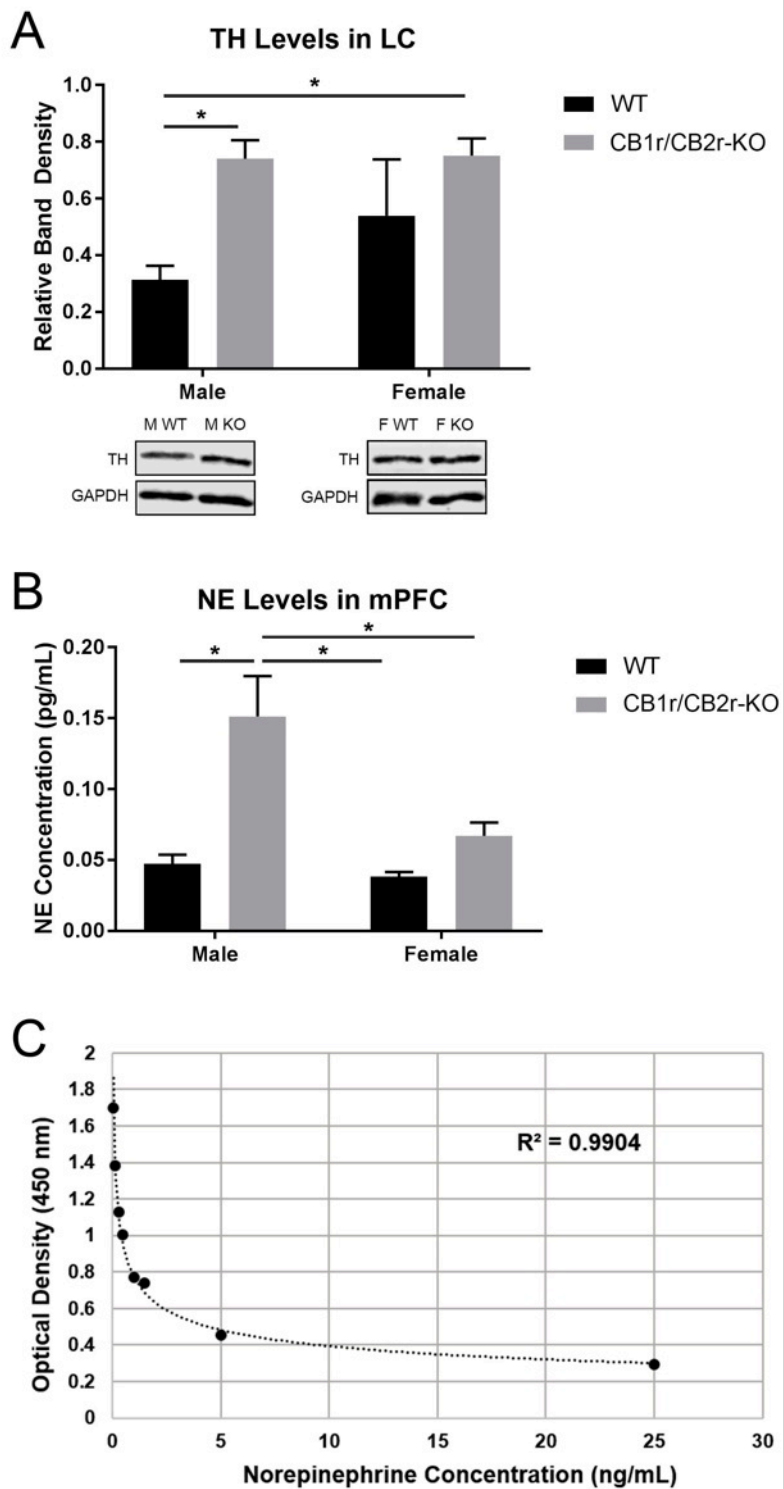 A
TH Levels in LC
Relative Band Density
1.0
0.8
0.6
0.4
0.2
0.0
*
*
Male
Female
WT
CB1r/CB2r-KO
M WT M KO
TH
GAPDH
F WT F KO
TH
GAPDH
B
NE Levels in mPFC
NE Concentration (pg/mL)
0.20
0.15
0.10
0.05
0.00
*
*
*
Male
Female
WT
CB1r/CB2r-KO
C
Optical Density (450 nm)
2
1.8
1.6
1.4
1.2
1
0.8
0.6
0.4
0.2
0
R² = 0.9904
0 5 10 15 20 25 30
Norepinephrine Concentration (ng/mL)